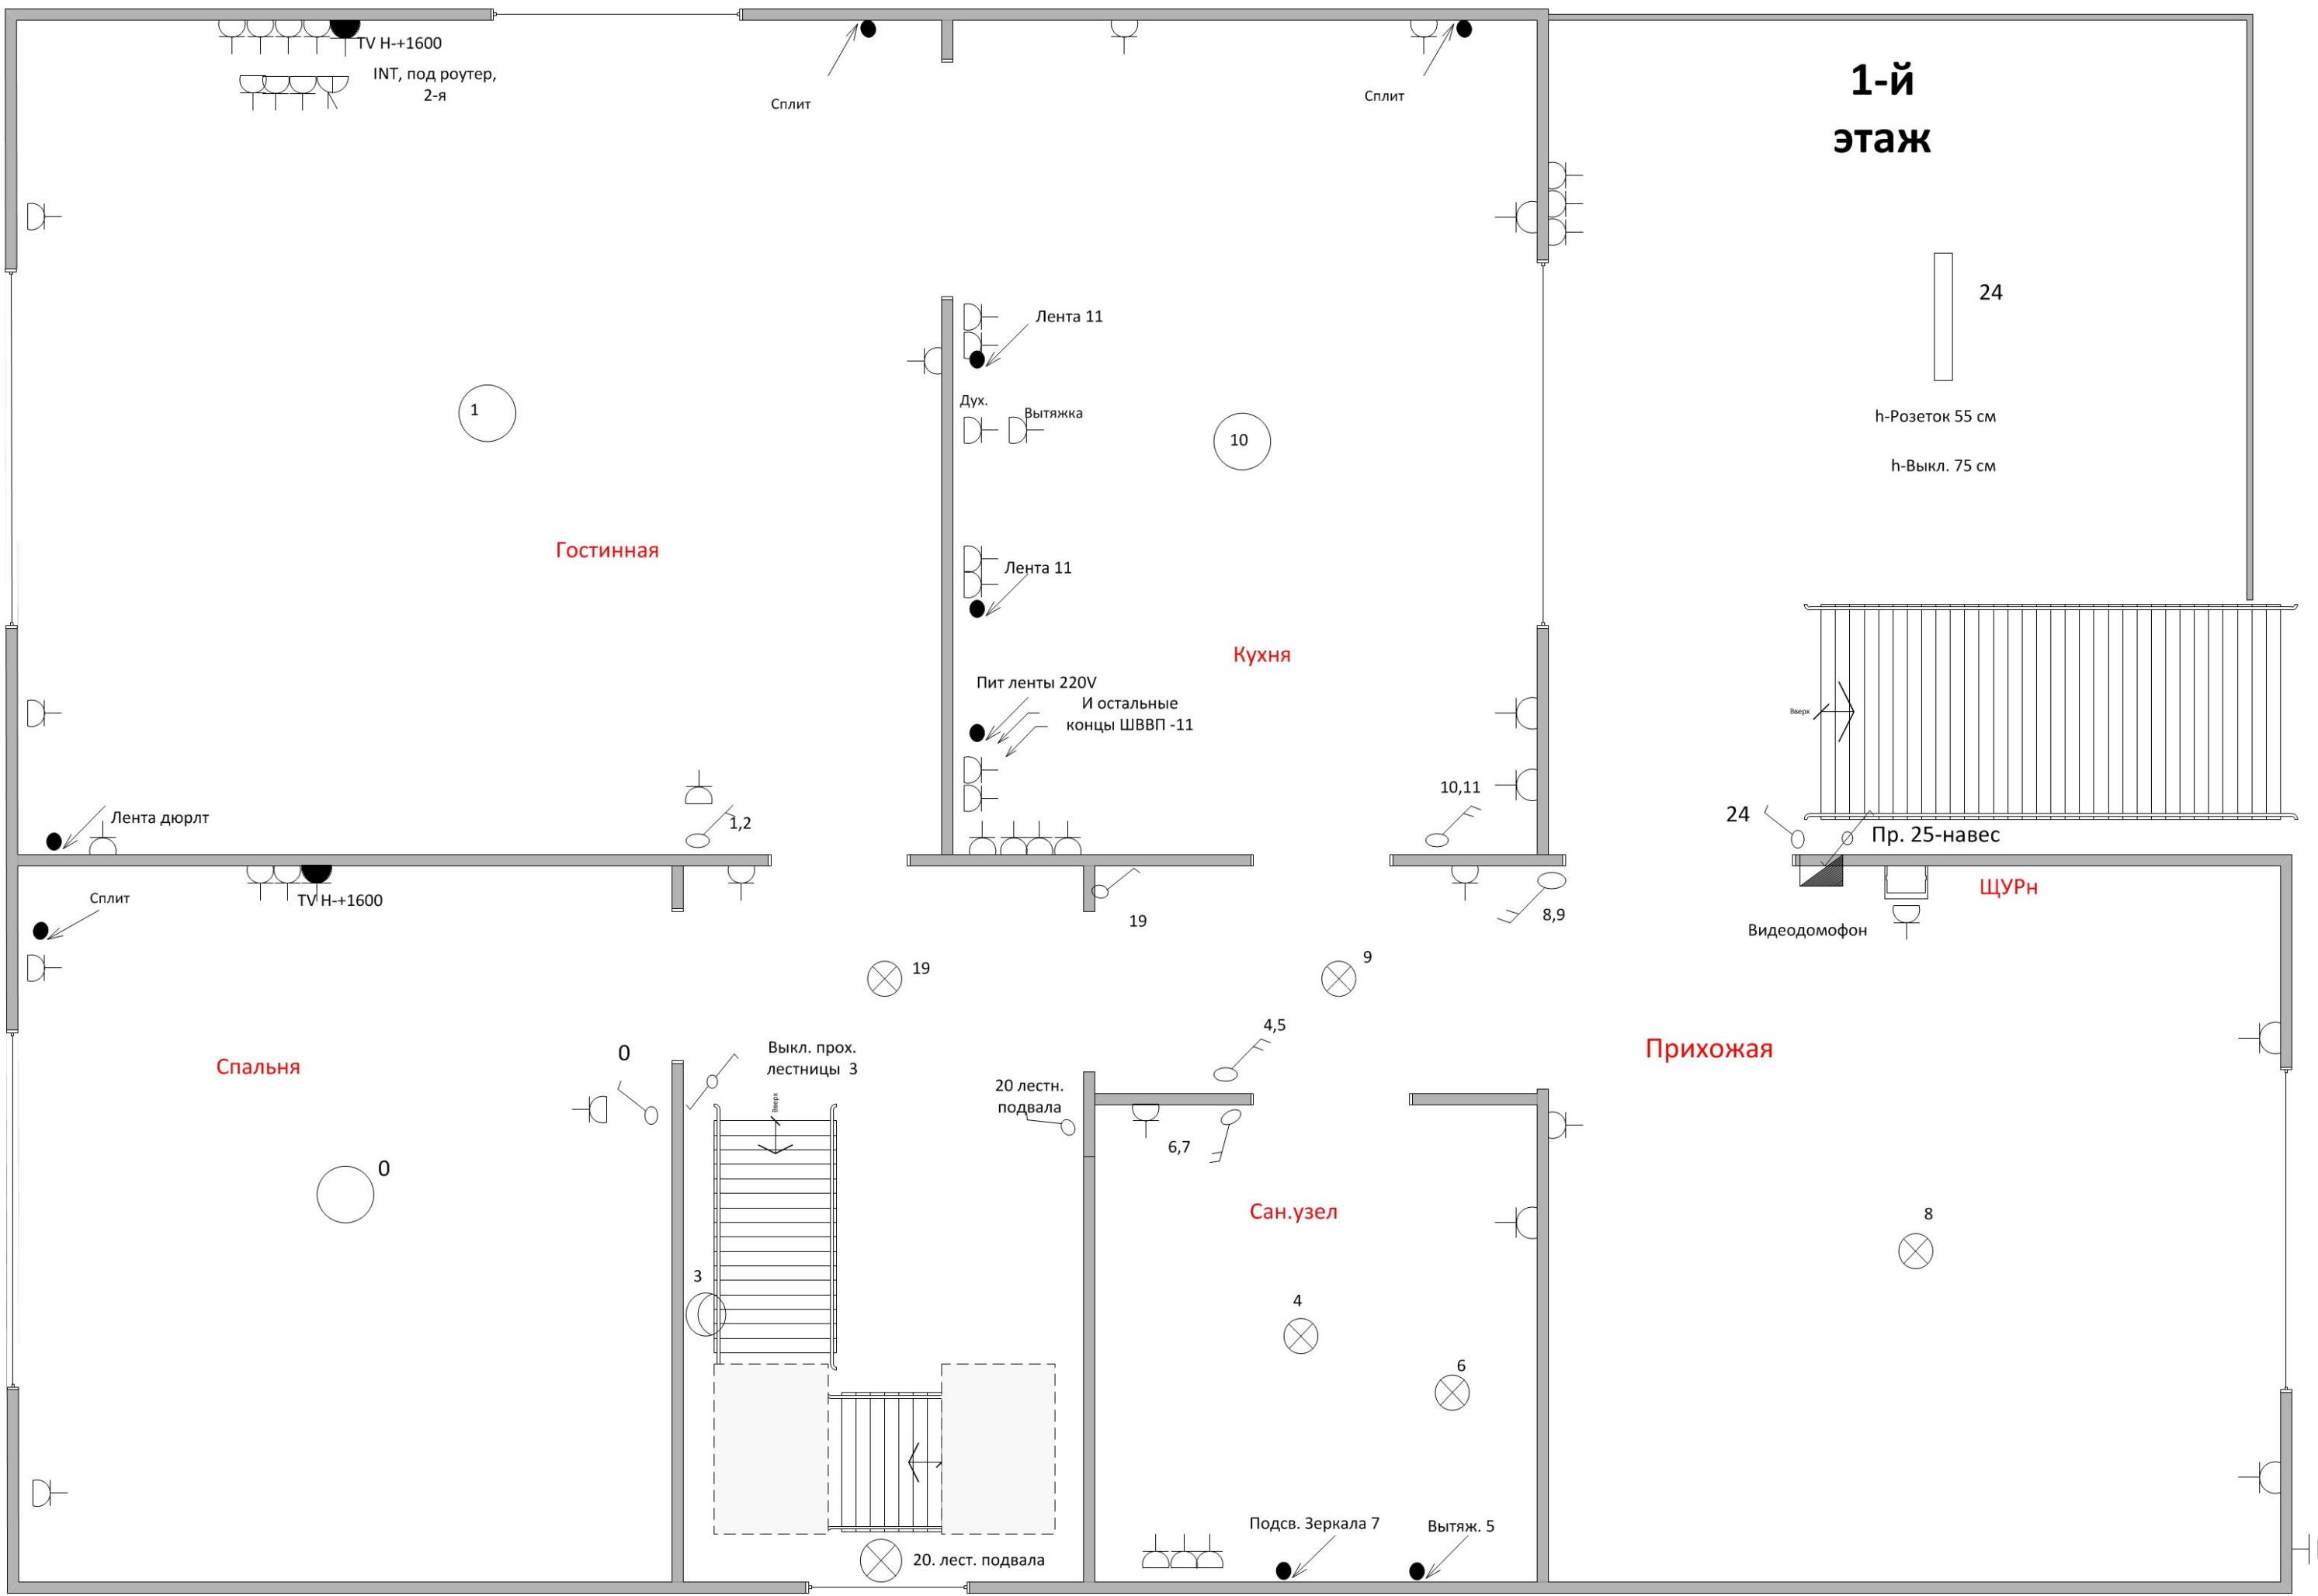 TV H-+1600
INT, под роутер,
2-я
Сплит
Сплит
1-й
этаж
24
Лента 11
Дух.
Вытяжка
1
10
h-Розеток 55 см
h-Выкл. 75 см
Гостинная
Лента 11
Кухня
Пит ленты 220V
И остальные
концы ШВВП -11
Вверх
10,11
Лента дюрлт
1,2
24
Пр. 25-навес
Сплит
TV H-+1600
19
8,9
ЩУРн
Видеодомофон
19
9
4,5
Спальня
0
Выкл. прох.
лестницы 3
Прихожая
20 лестн.
подвала
Вверх
6,7
0
Сан.узел
8
3
4
6
Подсв. Зеркала 7
Вытяж. 5
20. лест. подвала